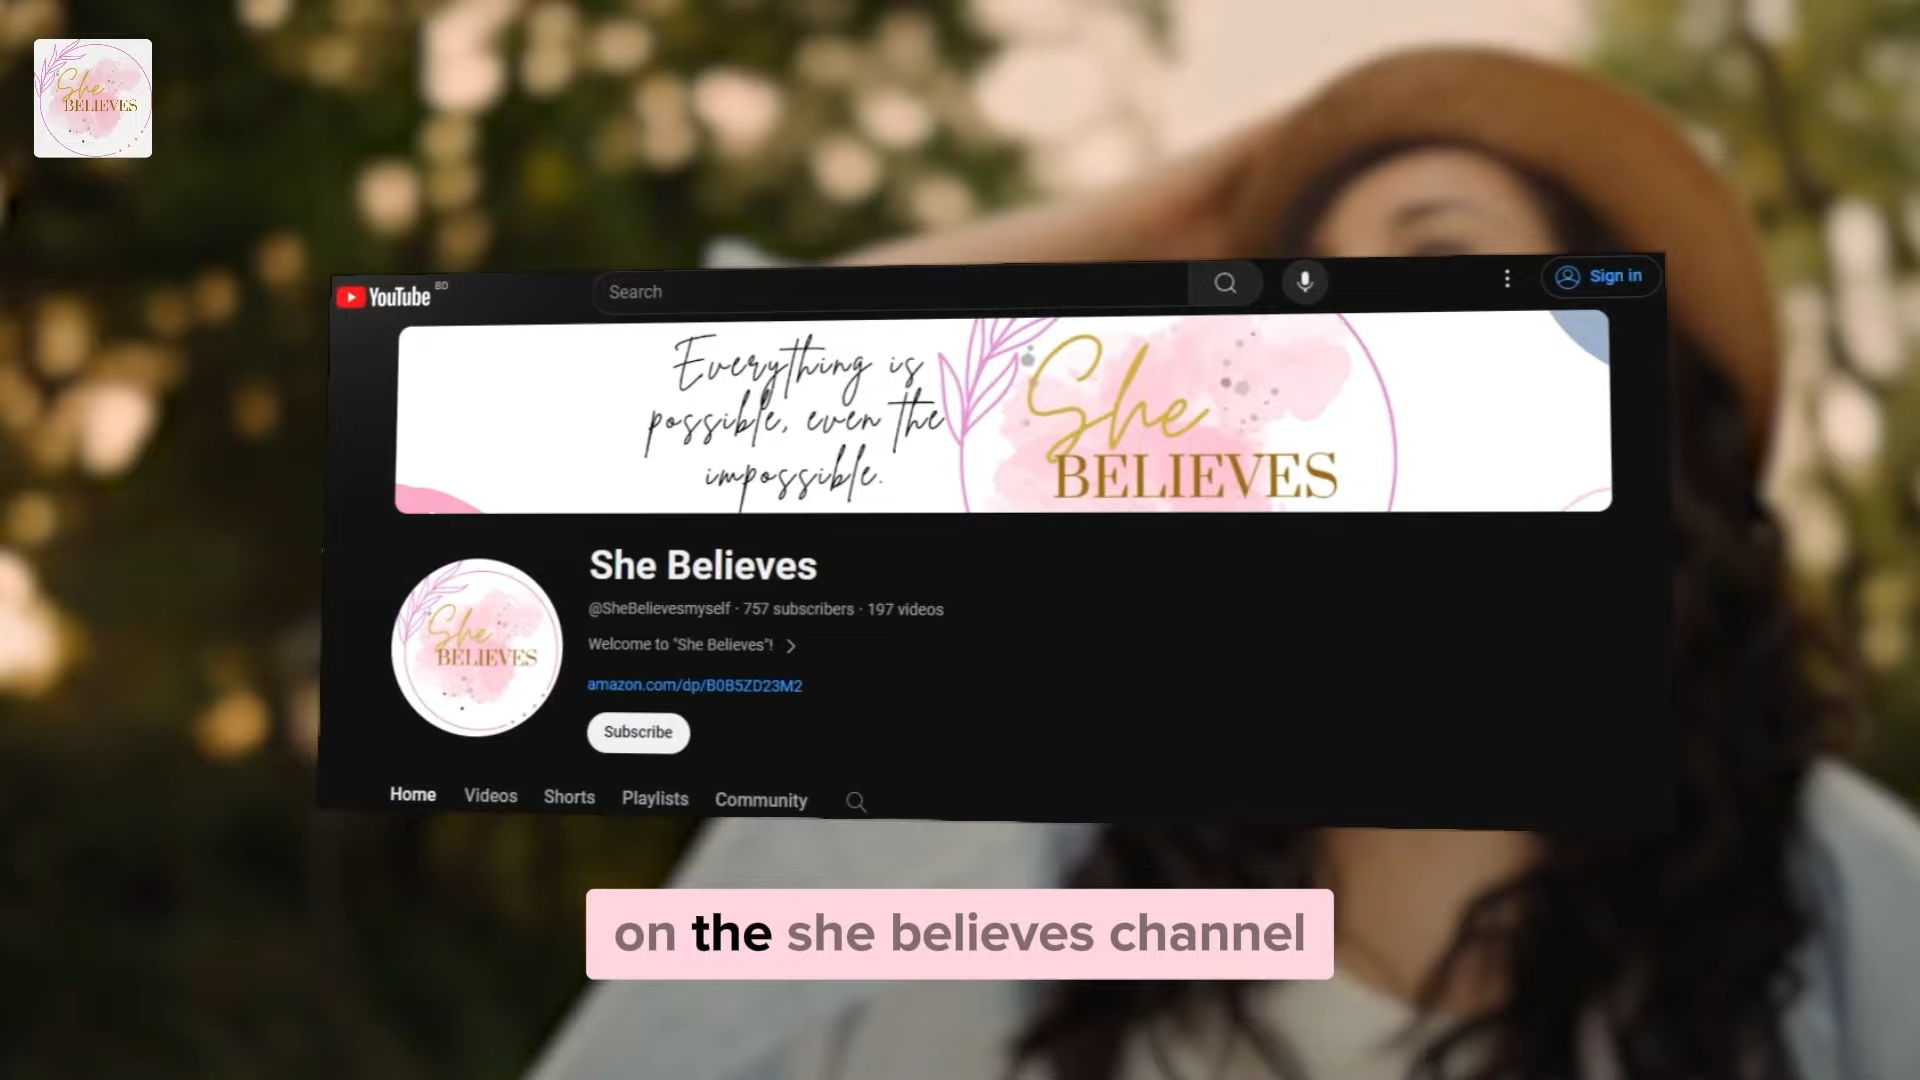 She
BELIEVES
YouTube BD
Search
Sign in
Everything is
possible, even the
impossible.
She
BELIEVES
She
BELIEVES
She Believes
@SheBelievesmyself · 757 subscribers · 197 videos
Welcome to "She Believes"!
amazon.com/dp/B0B5ZD23M2
Subscribe
Home Videos Shorts Playlists Community
on the she believes channel